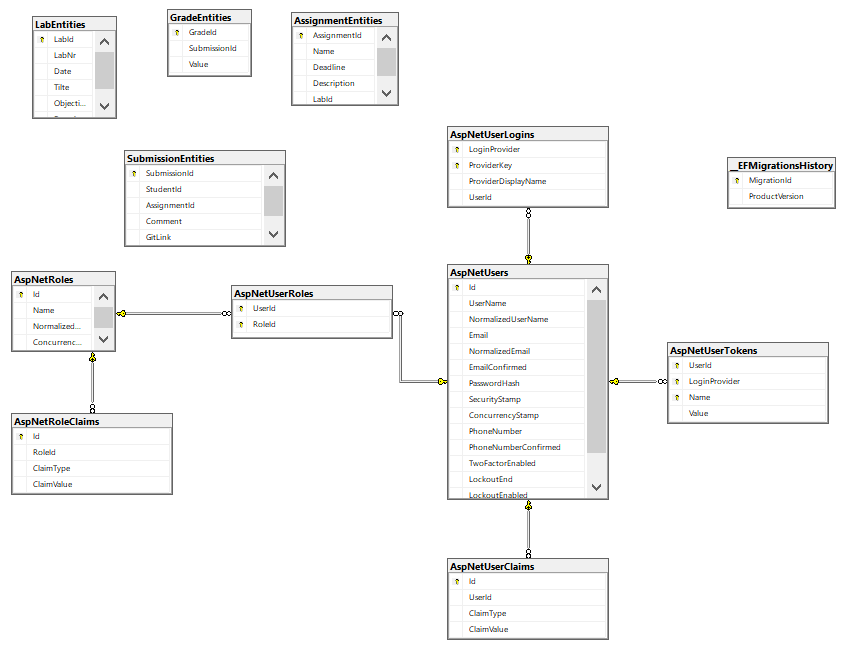 LabEntities
LabId
LabNr
Date
Tilte
Objecti...
GradeEntities
GradeId
SubmissionId
Value
AssignmentEntities
AssignmentId
Name
Deadline
Description
LabId
SubmissionEntities
SubmissionId
StudentId
AssignmentId
Comment
GitLink
AspNetUserLogins
LoginProvider
ProviderKey
ProviderDisplayName
UserId
__EFMigrationsHistory
MigrationId
ProductVersion
AspNetRoles
Id
Name
Normalized...
Concurrenc...
AspNetUserRoles
UserId
RoleId
AspNetUsers
Id
UserName
NormalizedUserName
Email
NormalizedEmail
EmailConfirmed
PasswordHash
SecurityStamp
ConcurrencyStamp
PhoneNumber
PhoneNumberConfirmed
TwoFactorEnabled
LockoutEnd
LockoutEnabled
AspNetUserTokens
UserId
LoginProvider
Name
Value
AspNetRoleClaims
Id
RoleId
ClaimType
ClaimValue
AspNetUserClaims
Id
UserId
ClaimType
ClaimValue